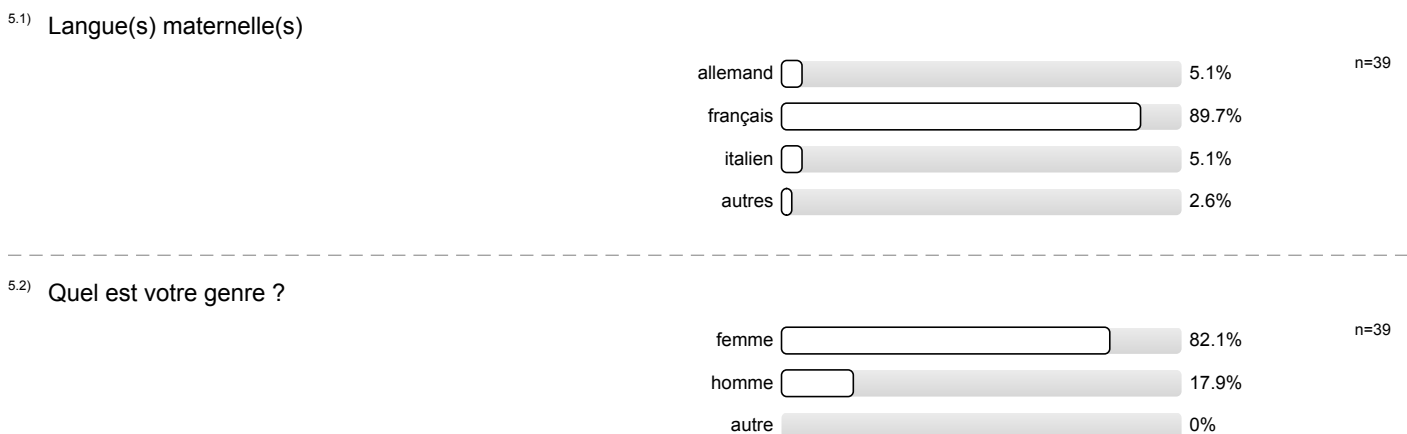 5.1) Langue(s) maternelle(s)
n=39
allemand 5.1%
français 89.7%
italien 5.1%
autres 2.6%
5.2) Quel est votre genre ?
n=39
femme 82.1%
homme 17.9%
autre 0%